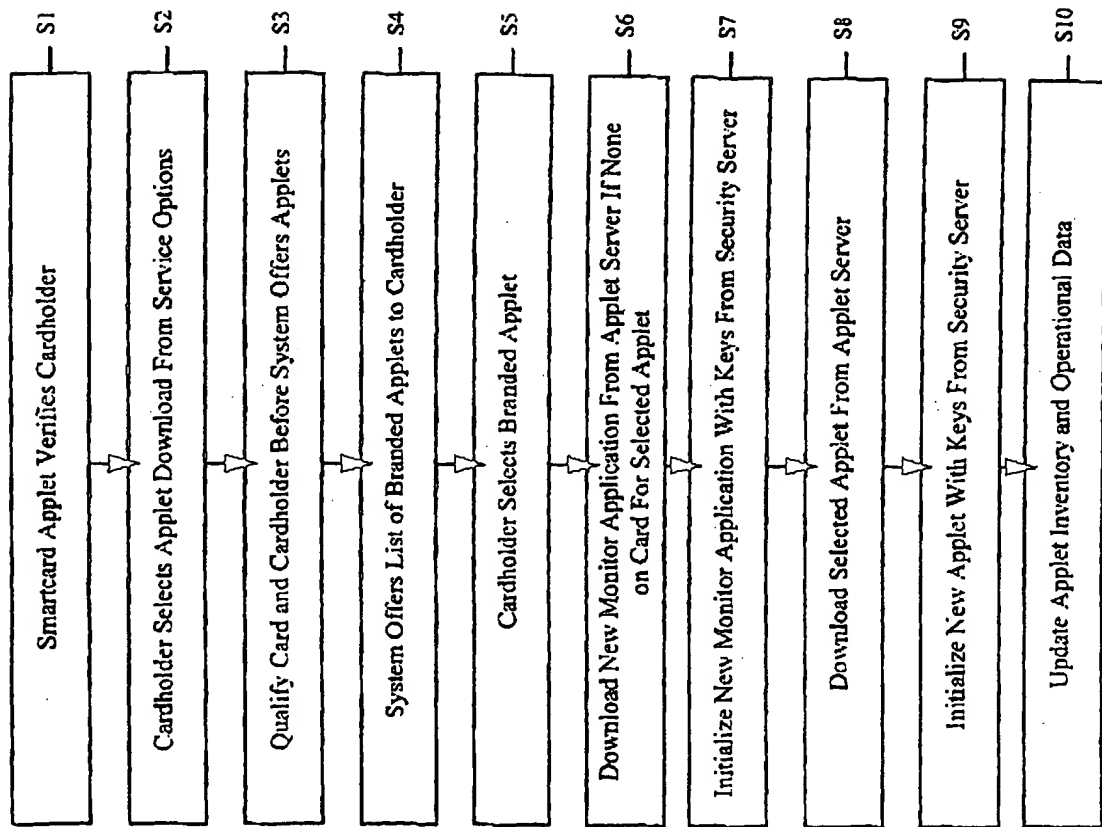 Smartcard Applet Verifies Cardholder
S1
Cardholder Selects Applet Download From Service Options
S2
Qualify Card and Cardholder Before System Offers Applets
S3
System Offers List of Branded Applets to Cardholder
S4
Cardholder Selects Branded Applet
S5
Download New Monitor Application From Applet Server If None
on Card For Selected Applet
S6
Initialize New Monitor Application With Keys From Security Server
S7
Download Selected Applet From Applet Server
S8
Initialize New Applet With Keys From Security Server
S9
Update Applet Inventory and Operational Data
S10